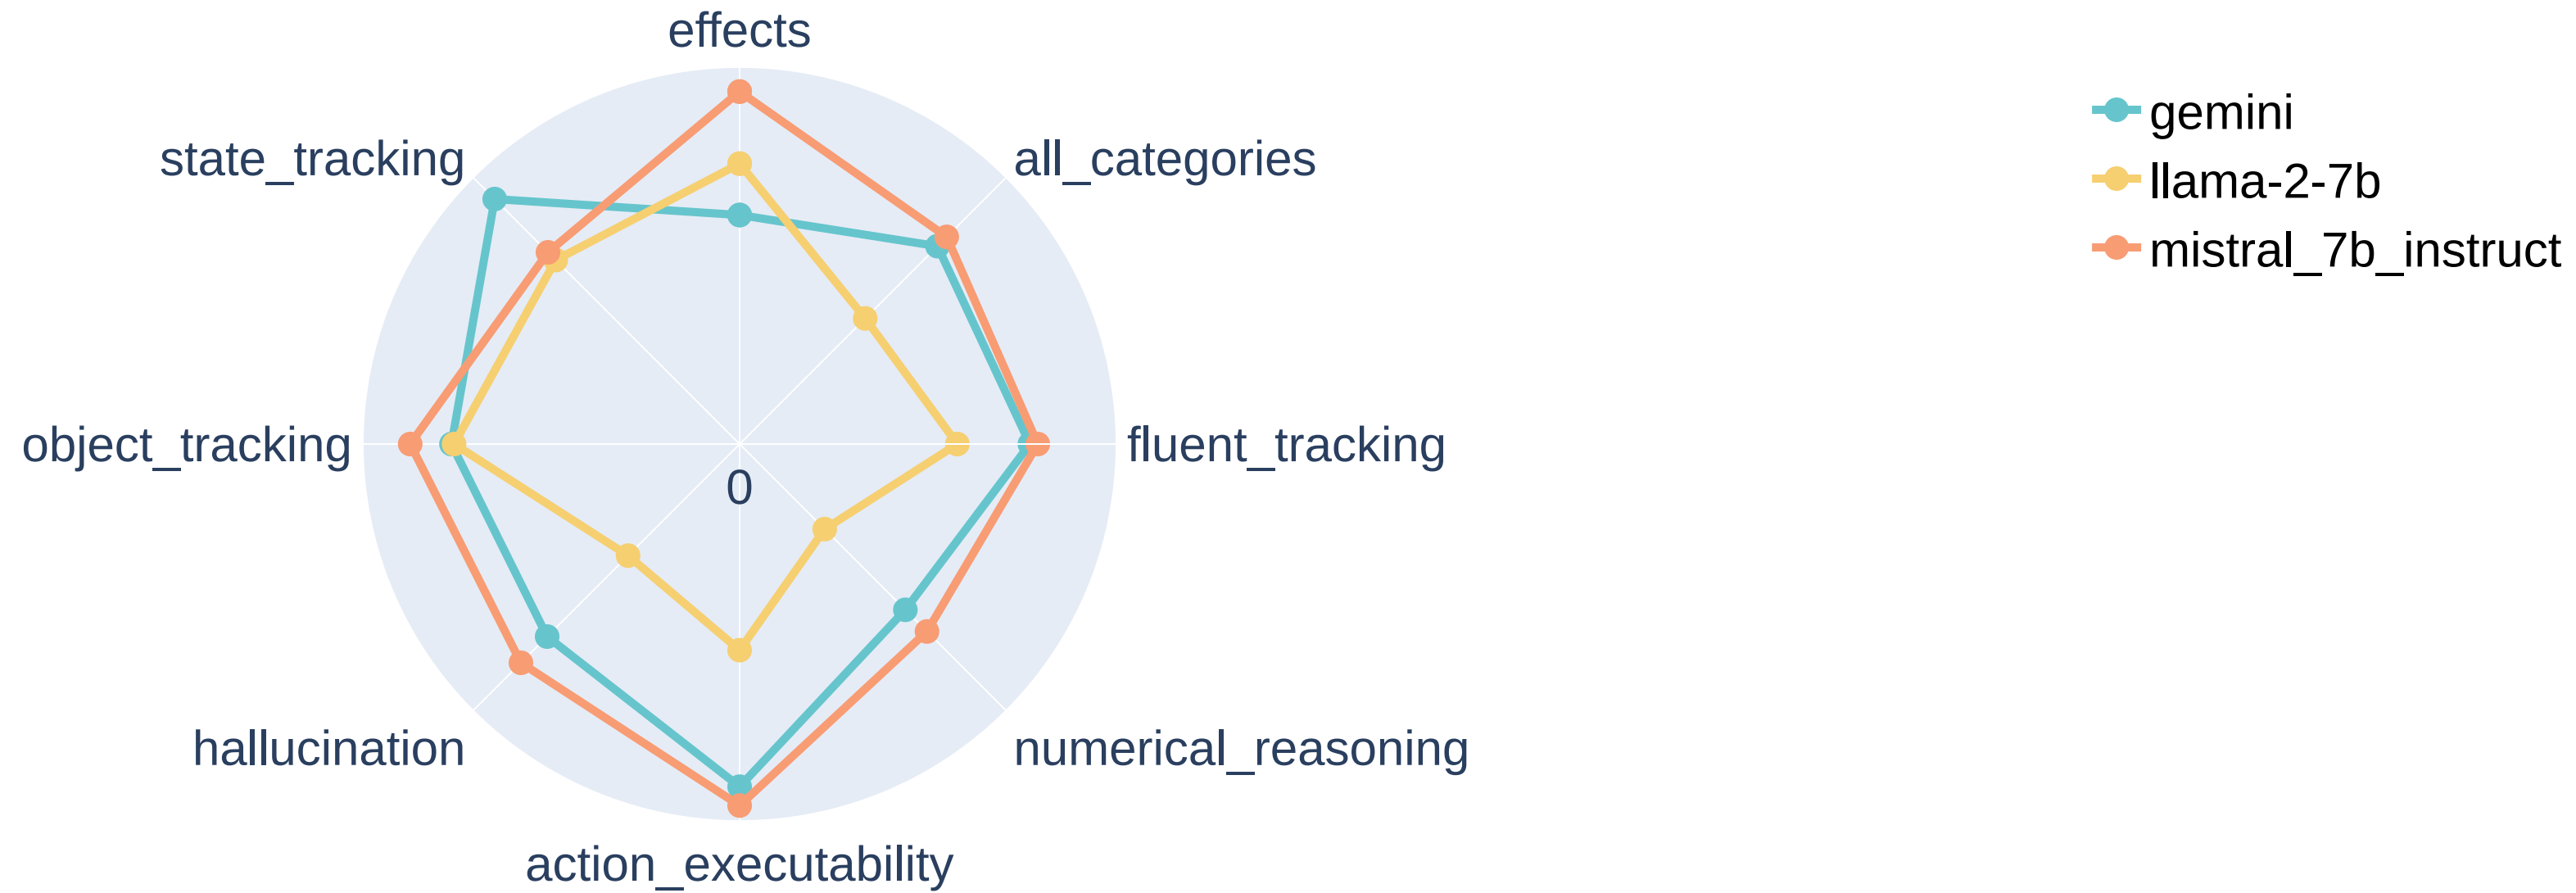 effects
state_tracking
all_categories
object_tracking
fluent_tracking
0
hallucination
numerical_reasoning
action_executability
gemini
llama-2-7b
mistral_7b_instruct